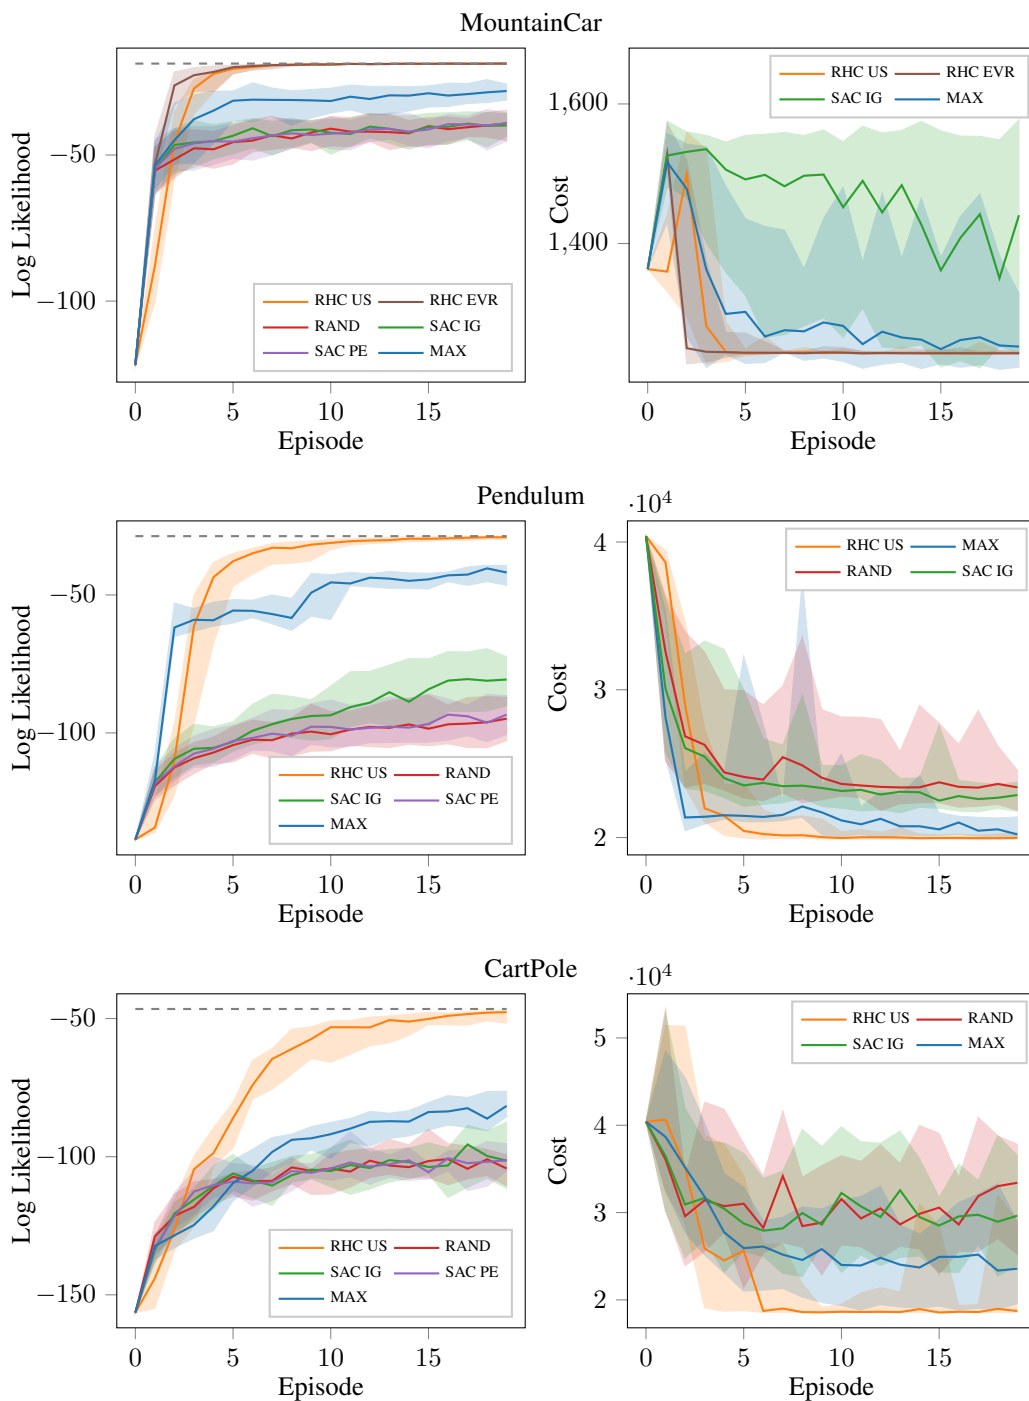 MountainCar
Log Likelihood
−50
−100
RHC US
RHC EVR
RAND
SAC IG
SAC PE
MAX
0
5
10
15
Episode
Cost
1,600
1,400
RHC US
RHC EVR
SAC IG
MAX
0
5
10
15
Episode
Pendulum
Log Likelihood
−50
−100
RHC US
RAND
SAC IG
SAC PE
MAX
0
5
10
15
Episode
·10⁴
Cost
4
3
2
RHC US
MAX
RAND
SAC IG
0
5
10
15
Episode
CartPole
Log Likelihood
−50
−100
−150
RHC US
RAND
SAC IG
SAC PE
MAX
0
5
10
15
Episode
·10⁴
Cost
5
4
3
2
RHC US
RAND
SAC IG
MAX
0
5
10
15
Episode